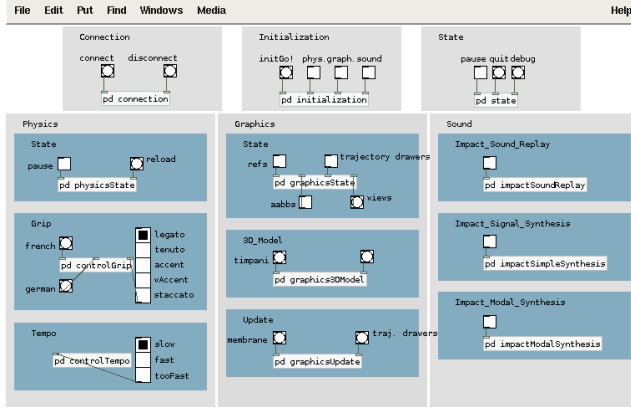 File Edit Put Find Windows Media Help
Connection
connect disconnect
pd connection
Initialization
initGo! phys.graph.sound
pd initialization
State
pause quit debug
pd state
Physics
State
pause reload
pd physicsState
Grip
french
pd controlGrip
german
legato
tenuto
accent
vAccent
staccato
Tempo
pd controlTempo
slow
fast
tooFast
Graphics
State
refs trajectory drawers
pd graphicsState
aabbs views
3D_Model
timpani
pd graphics3DModel
Update
membrane traj. drawers
pd graphicsUpdate
Sound
Impact_Sound_Replay
pd impactSoundReplay
Impact_Signal_Synthesis
pd impactSimpleSynthesis
Impact_Modal_Synthesis
pd impactModalSynthesis